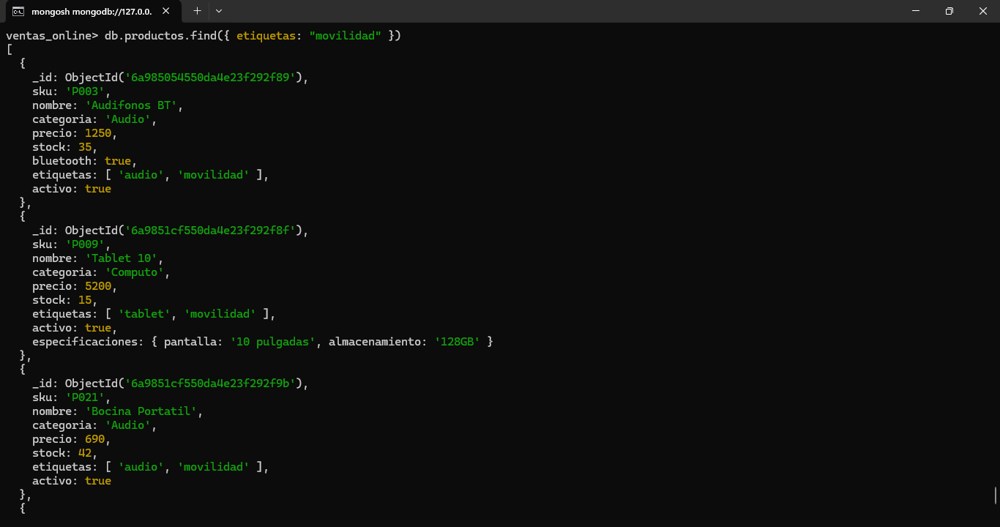 mongosh mongodb://127.0.0.
ventas_online> db.productos.find({ etiquetas: "movilidad" })
[
  {
    _id: ObjectId('6a985054550da4e23f292f89'),
    sku: 'P003',
    nombre: 'Audifonos BT',
    categoria: 'Audio',
    precio: 1250,
    stock: 35,
    bluetooth: true,
    etiquetas: [ 'audio', 'movilidad' ],
    activo: true
  },
  {
    _id: ObjectId('6a9851cf550da4e23f292f8f'),
    sku: 'P009',
    nombre: 'Tablet 10',
    categoria: 'Computo',
    precio: 5200,
    stock: 15,
    etiquetas: [ 'tablet', 'movilidad' ],
    activo: true,
    especificaciones: { pantalla: '10 pulgadas', almacenamiento: '128GB' }
  },
  {
    _id: ObjectId('6a9851cf550da4e23f292f9b'),
    sku: 'P021',
    nombre: 'Bocina Portatil',
    categoria: 'Audio',
    precio: 690,
    stock: 42,
    etiquetas: [ 'audio', 'movilidad' ],
    activo: true
  },
  {